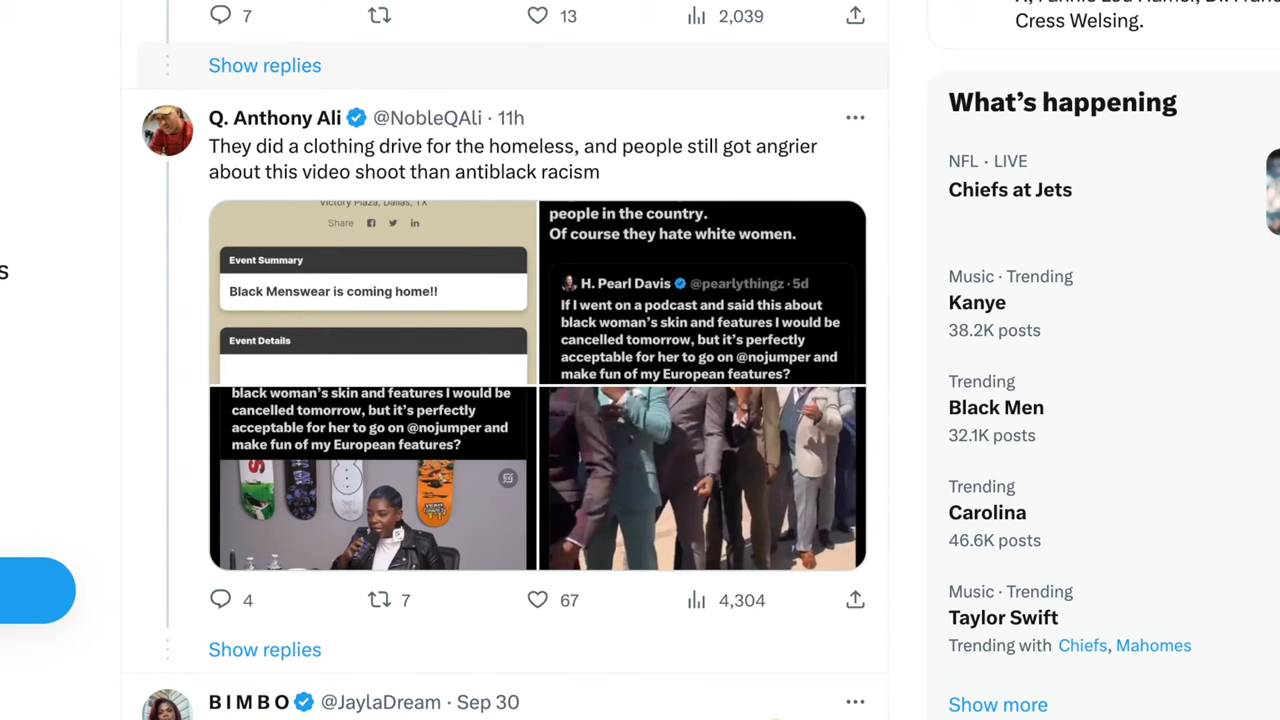 7
13
2,039
Show replies
Q. Anthony Ali @NobleQAli · 11h
They did a clothing drive for the homeless, and people still got angrier
about this video shoot than antiblack racism
Victory Plaza, Dallas, TX
Share
Event Summary
Black Menswear is coming home!!
Event Details
people in the country.
Of course they hate white women.
H. Pearl Davis @pearlythingz · 5d
If I went on a podcast and said this about
black woman's skin and features I would be
cancelled tomorrow, but it's perfectly
acceptable for her to go on @nojumper and
make fun of my European features?
black woman's skin and features I would be
cancelled tomorrow, but it's perfectly
acceptable for her to go on @nojumper and
make fun of my European features?
4
7
67
4,304
Show replies
B I M B O @JaylaDream · Sep 30
Cress Welsing.
What's happening
NFL · LIVE
Chiefs at Jets
Music · Trending
Kanye
38.2K posts
Trending
Black Men
32.1K posts
Trending
Carolina
46.6K posts
Music · Trending
Taylor Swift
Trending with Chiefs, Mahomes
Show more